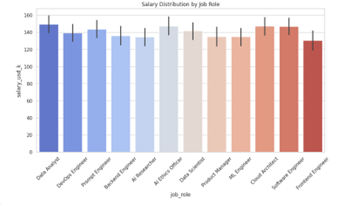 Salary Distribution by Job Role
160
140
120
100
80
60
40
20
0
salary_usd_k
Data Analyst
DevOps Engineer
Prompt Engineer
Backend Engineer
AI Researcher
AI Ethics Officer
Data Scientist
Product Manager
ML Engineer
Cloud Architect
Software Engineer
Frontend Engineer
job_role